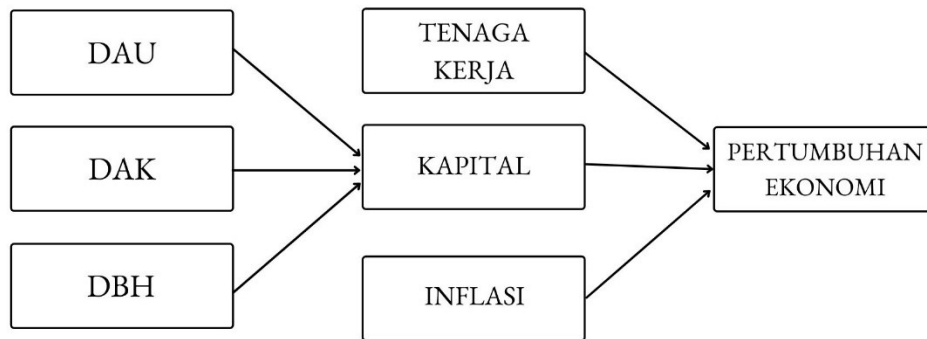 DAU
DAK
DBH
TENAGA
KERJA
KAPITAL
INFLASI
PERTUMBUHAN
EKONOMI